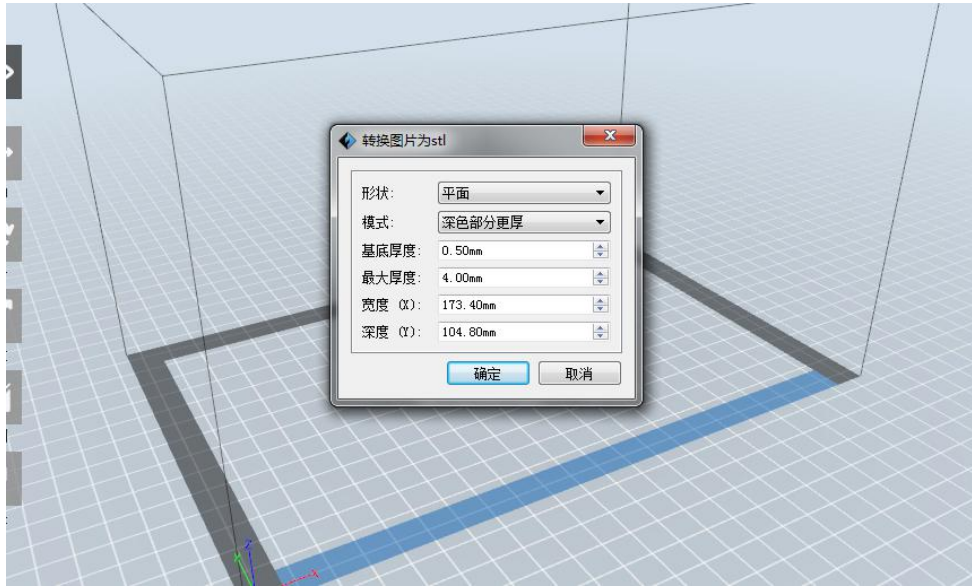 转换图片为stl
形状: 平面
模式: 深色部分更厚
基底厚度: 0.50mm
最大厚度: 4.00mm
宽度 (X): 173.40mm
深度 (Y): 104.80mm
确定 取消
Z